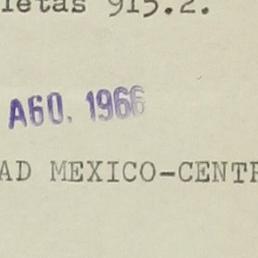 letas 915.2.
AGO. 1966
AD MEXICO-CENTR